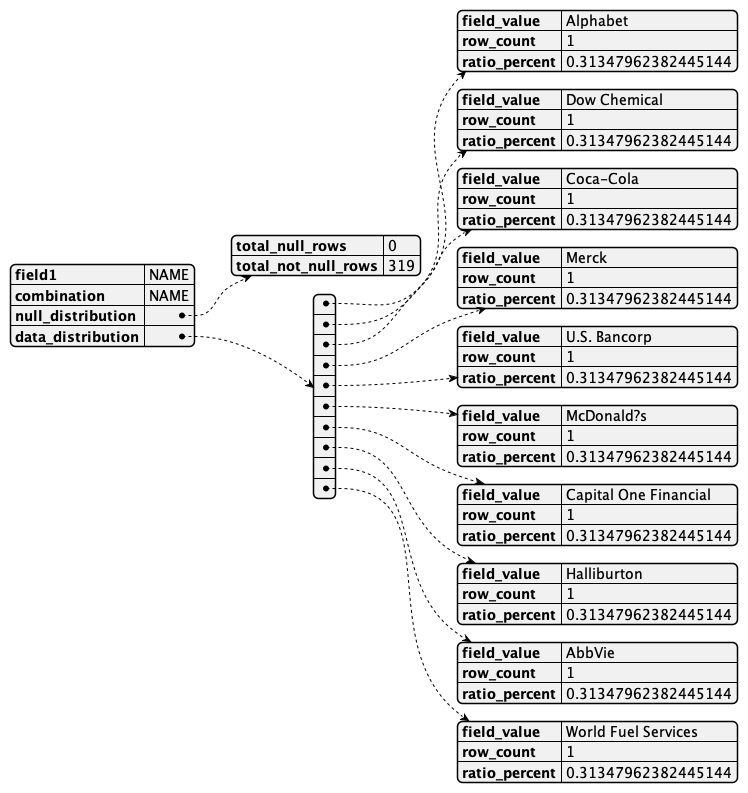 field1 NAME
combination NAME
null_distribution
data_distribution
total_null_rows 0
total_not_null_rows 319
field_value Alphabet
row_count 1
ratio_percent 0.31347962382445144
field_value Dow Chemical
row_count 1
ratio_percent 0.31347962382445144
field_value Coca-Cola
row_count 1
ratio_percent 0.31347962382445144
field_value Merck
row_count 1
ratio_percent 0.31347962382445144
field_value U.S. Bancorp
row_count 1
ratio_percent 0.31347962382445144
field_value McDonald?s
row_count 1
ratio_percent 0.31347962382445144
field_value Capital One Financial
row_count 1
ratio_percent 0.31347962382445144
field_value Halliburton
row_count 1
ratio_percent 0.31347962382445144
field_value AbbVie
row_count 1
ratio_percent 0.31347962382445144
field_value World Fuel Services
row_count 1
ratio_percent 0.31347962382445144